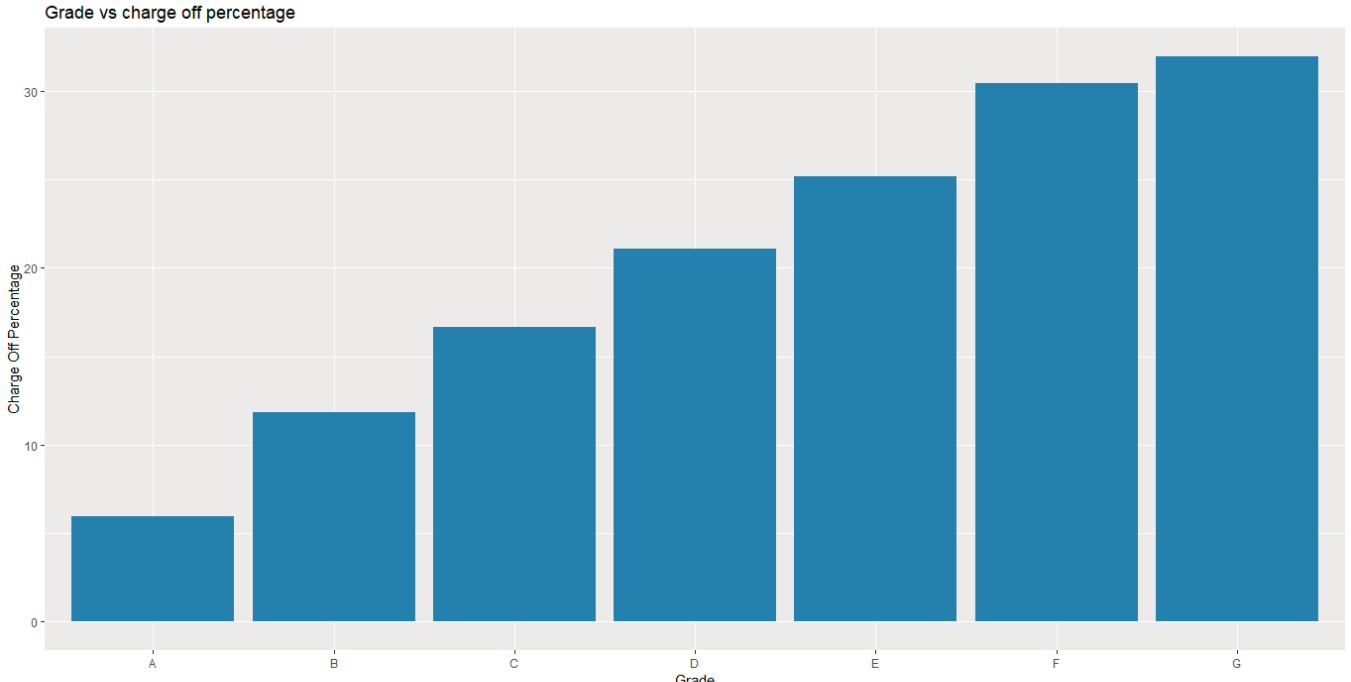 Grade vs charge off percentage
Charge Off Percentage
30
20
10
0
A B C D E F G
Grade